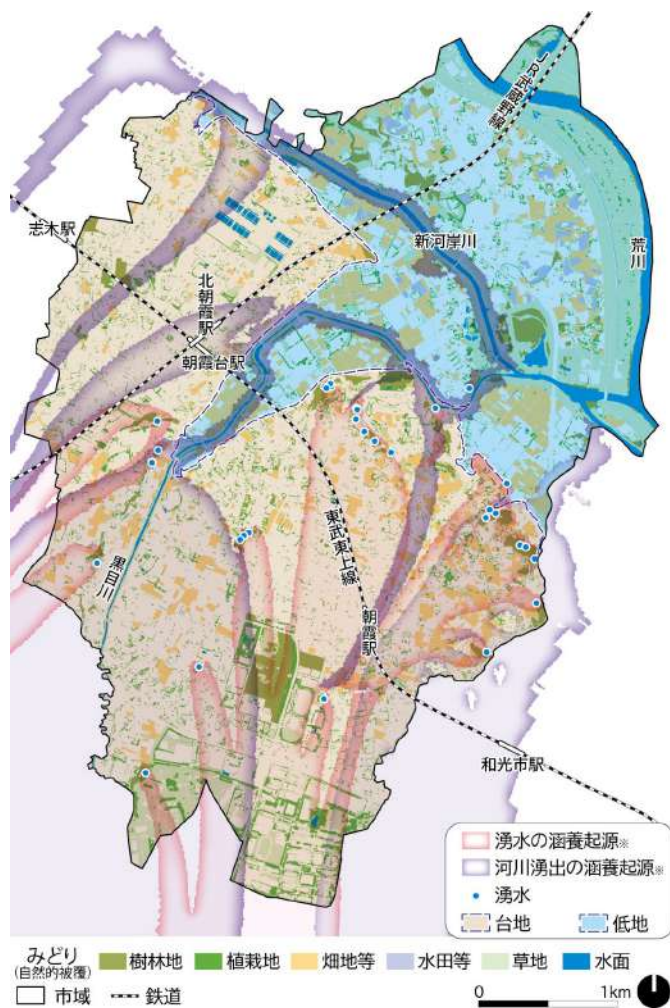 JR武蔵野線
志木駅
新河岸川
荒川
北朝霞駅
朝霞台駅
黒目川
東武東上線
朝霞駅
和光市駅
湧水の涵養起源※
河川湧出の涵養起源※
湧水
台地 低地
みどり
(自然的被覆)
樹林地 植栽地 畑地等 水田等 草地 水面
市域 鉄道 0 1km